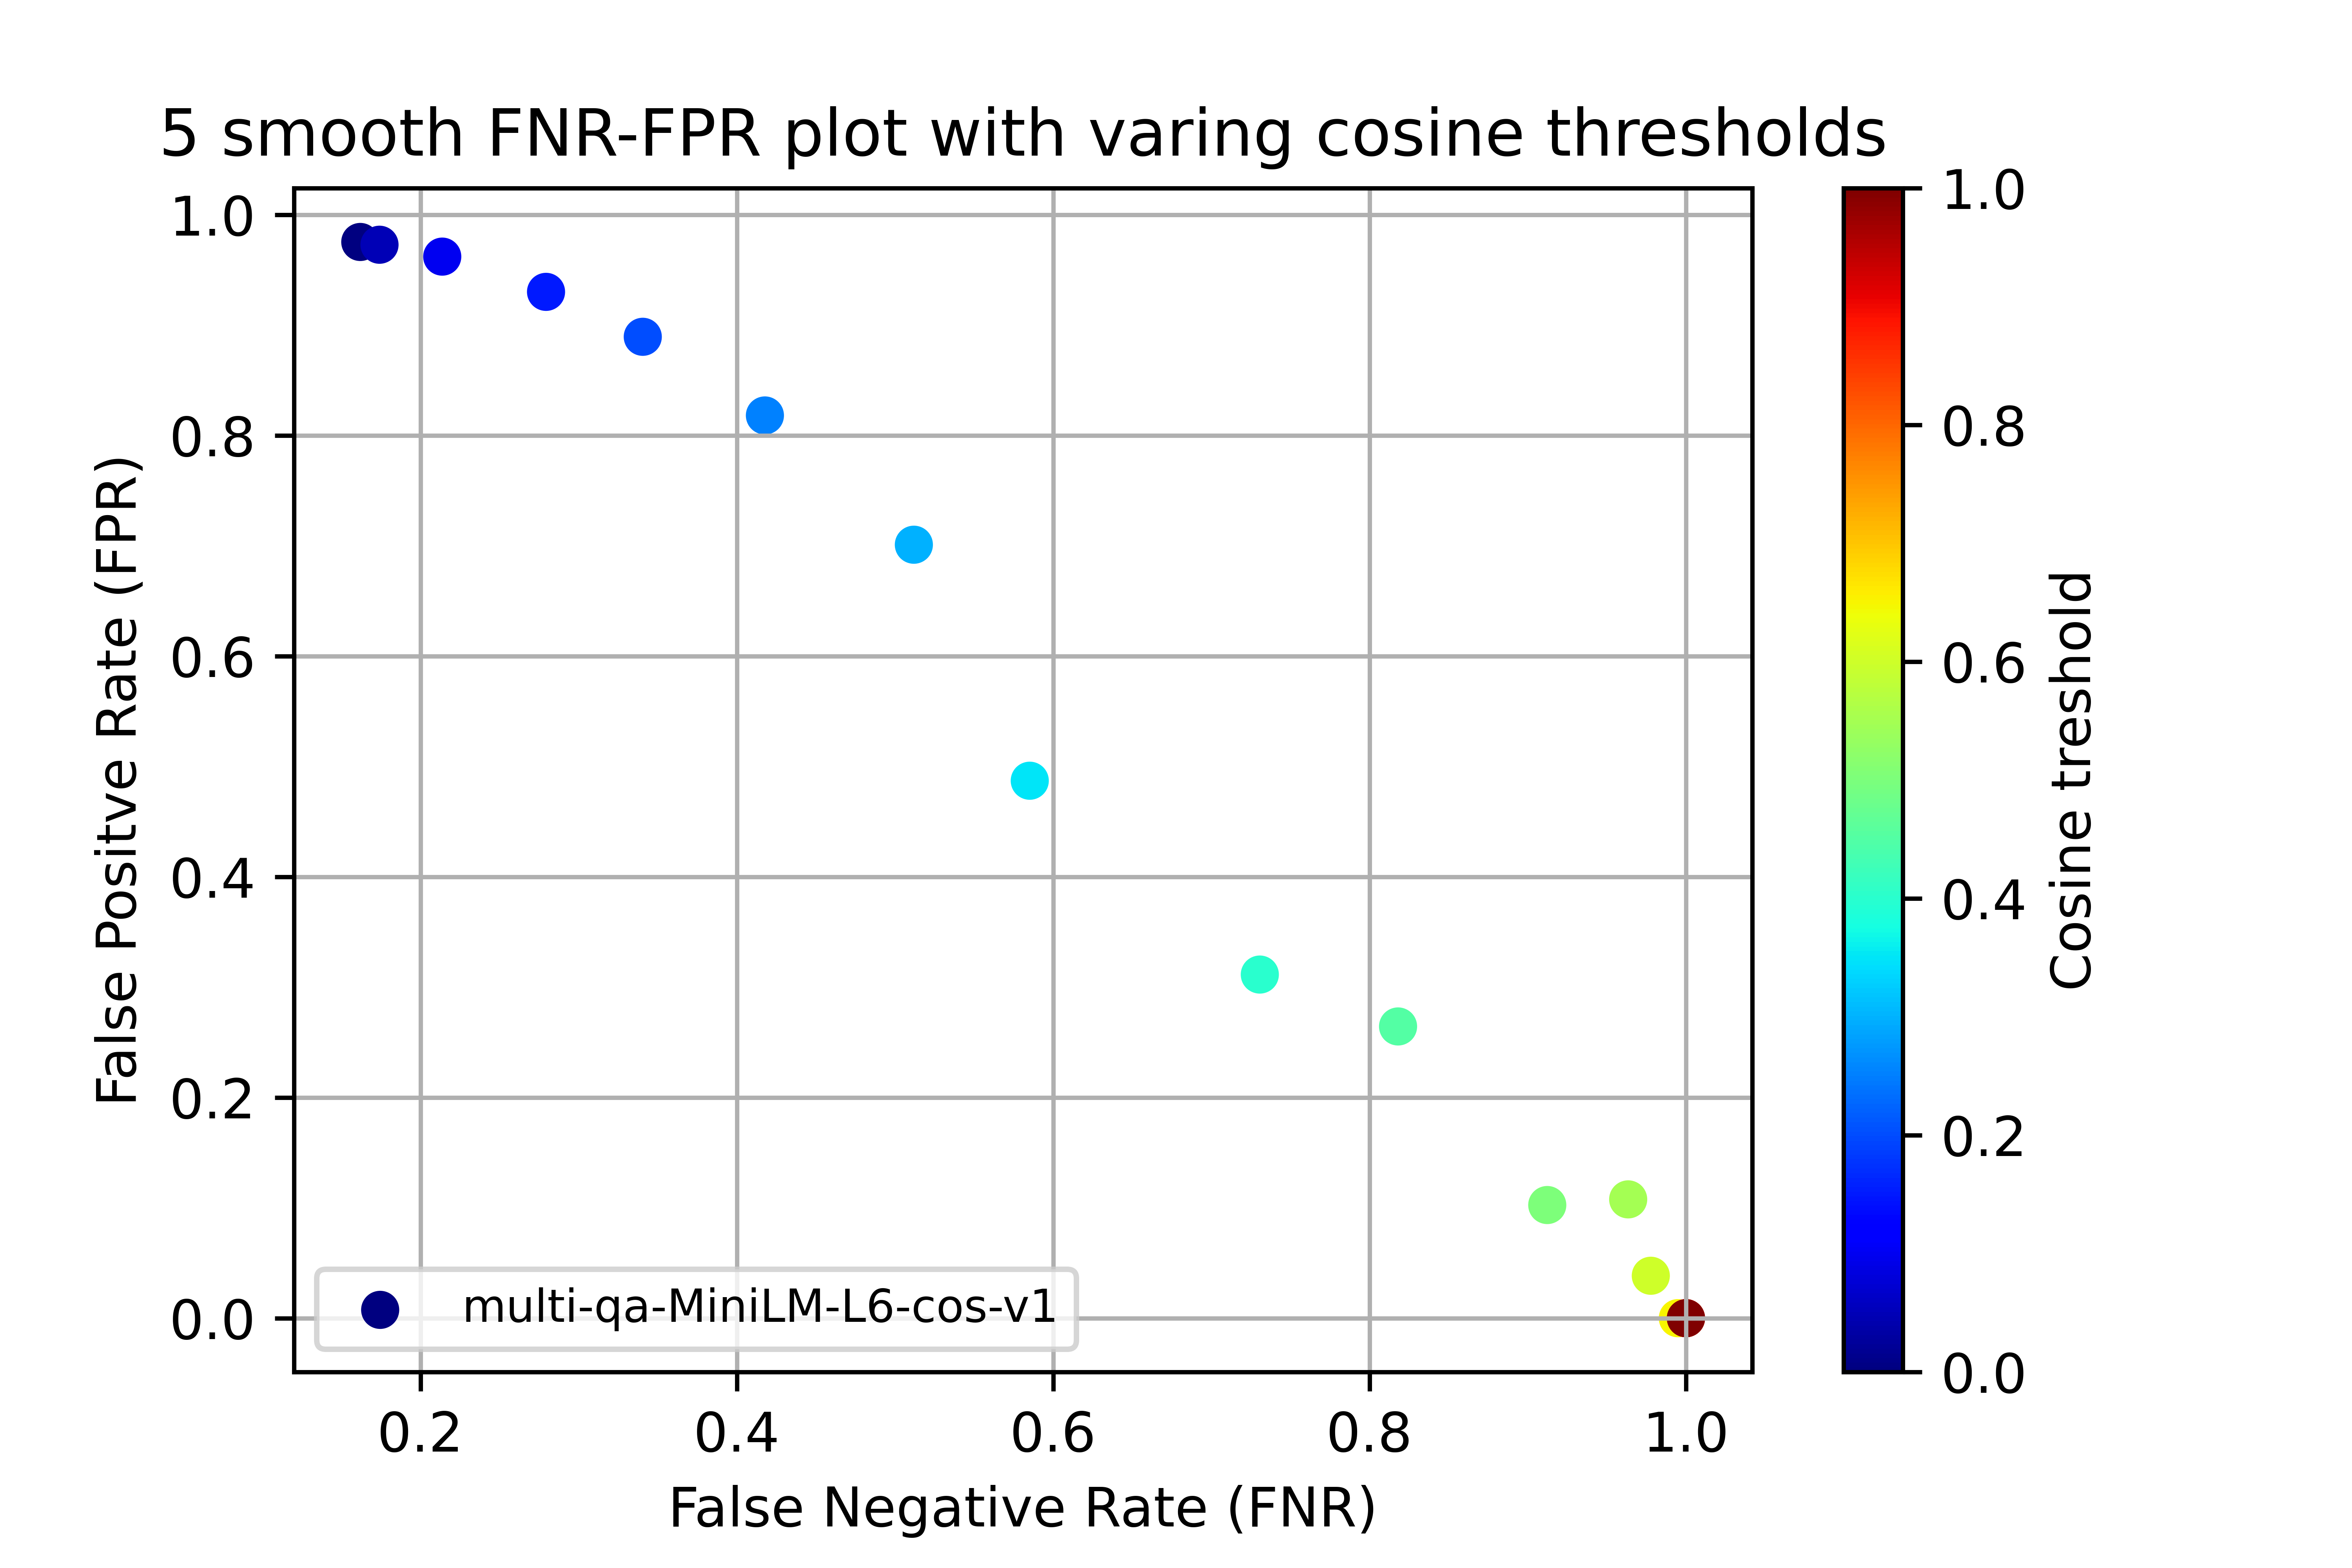 5 smooth FNR-FPR plot with varing cosine thresholds
1.0
0.8
0.6
0.4
0.2
0.0
False Positve Rate (FPR)
multi-qa-MiniLM-L6-cos-v1
0.2 0.4 0.6 0.8 1.0
False Negative Rate (FNR)
1.0
0.8
0.6
0.4
0.2
0.0
Cosine treshold